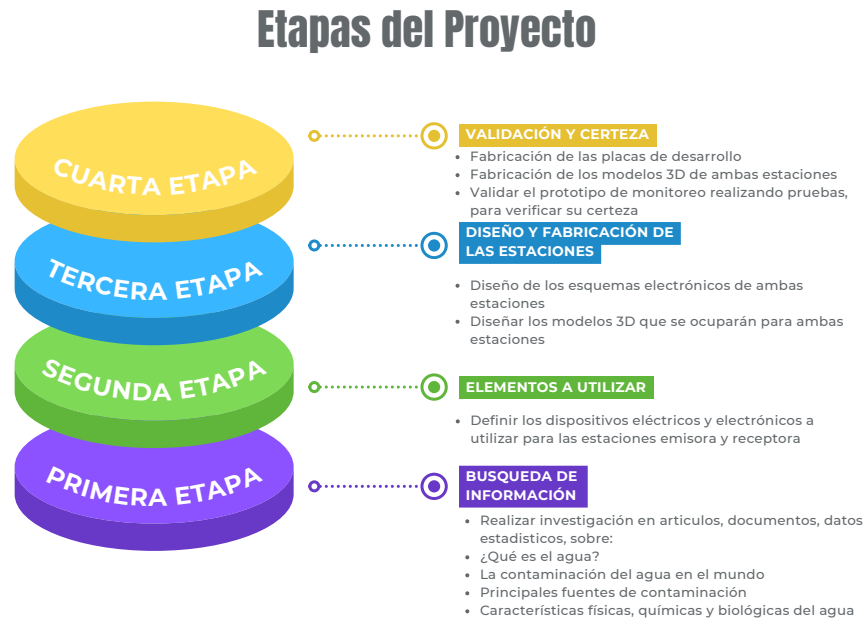 Etapas del Proyecto
CUARTA ETAPA
VALIDACIÓN Y CERTEZA
• Fabricación de las placas de desarrollo
• Fabricación de los modelos 3D de ambas estaciones
• Validar el prototipo de monitoreo realizando pruebas,
para verificar su certeza
TERCERA ETAPA
DISEÑO Y FABRICACIÓN DE
LAS ESTACIONES
• Diseño de los esquemas electrónicos de ambas
estaciones
• Diseñar los modelos 3D que se ocuparán para ambas
estaciones
SEGUNDA ETAPA
ELEMENTOS A UTILIZAR
• Definir los dispositivos eléctricos y electrónicos a
utilizar para las estaciones emisora y receptora
PRIMERA ETAPA
BUSQUEDA DE
INFORMACIÓN
• Realizar investigación en articulos, documentos, datos
estadisticos, sobre:
• ¿Qué es el agua?
• La contaminación del agua en el mundo
• Principales fuentes de contaminación
• Características físicas, químicas y biológicas del agua